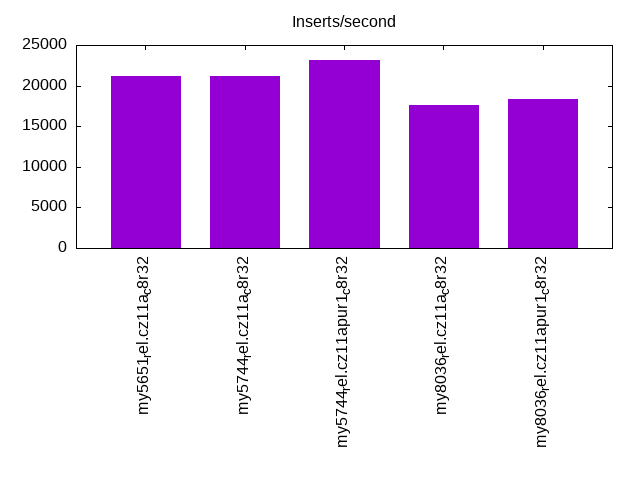 Inserts/second
25000
20000
15000
10000
5000
0
my5651rel.cz11ac8r32
my5744rel.cz11ac8r32
my5744rel.cz11apur1c8r32
my8036rel.cz11ac8r32
my8036rel.cz11apur1c8r32